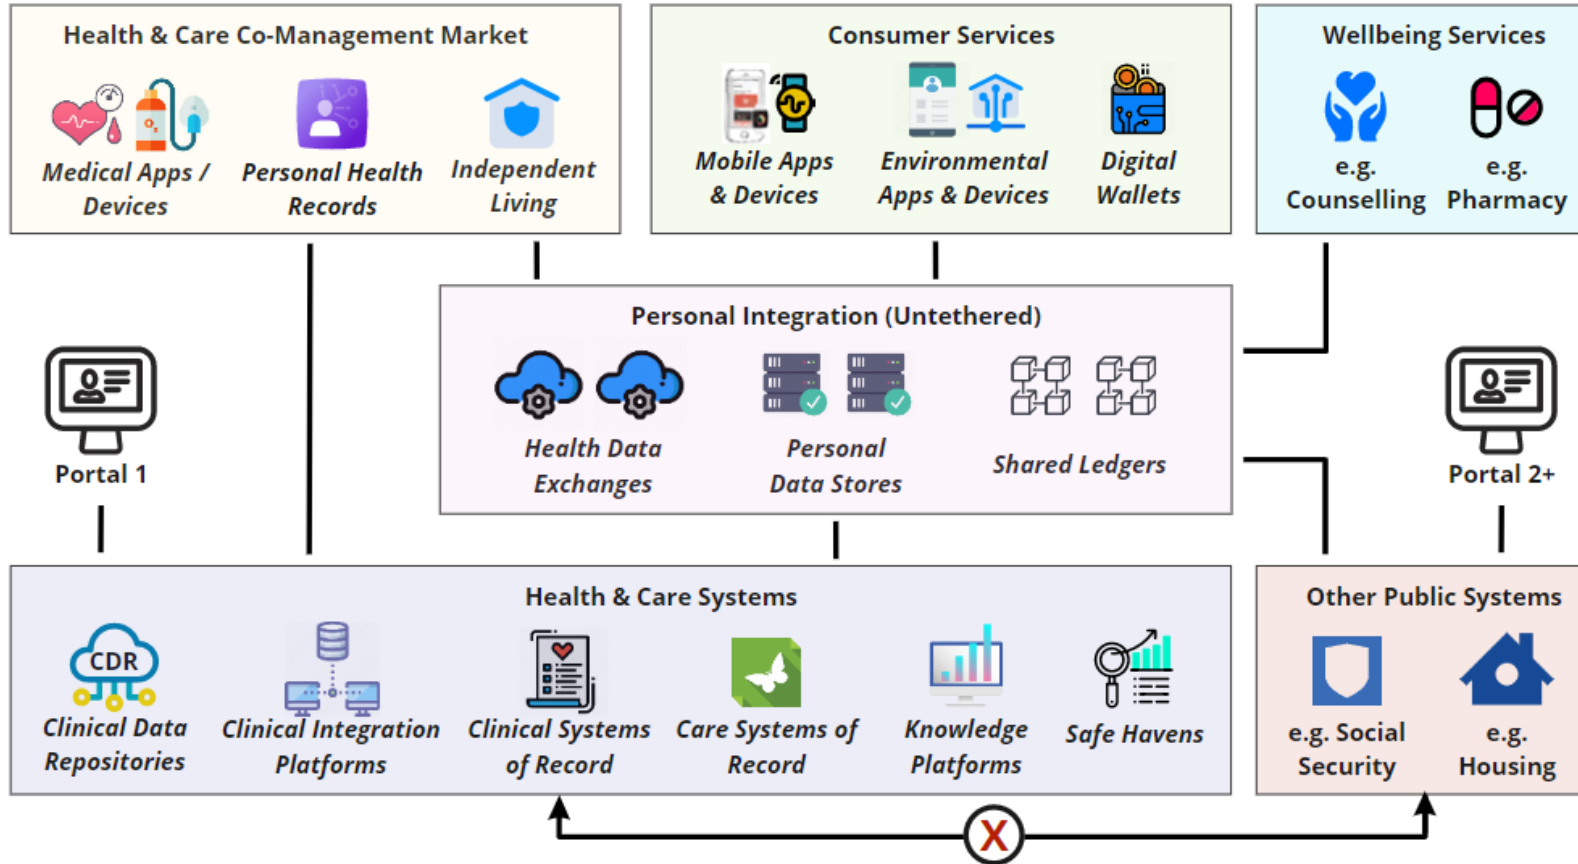 Health & Care Co-Management Market
Medical Apps /
Devices
Personal Health
Records
Independent
Living
Consumer Services
Mobile Apps
& Devices
Environmental
Apps & Devices
Digital
Wallets
Wellbeing Services
e.g.
Counselling
e.g.
Pharmacy
Personal Integration (Untethered)
Health Data
Exchanges
Personal
Data Stores
Shared Ledgers
Portal 1
Portal 2+
Health & Care Systems
CDR
Clinical Data
Repositories
Clinical Integration
Platforms
Clinical Systems
of Record
Care Systems of
Record
Knowledge
Platforms
Safe Havens
Other Public Systems
e.g. Social
Security
e.g.
Housing
X